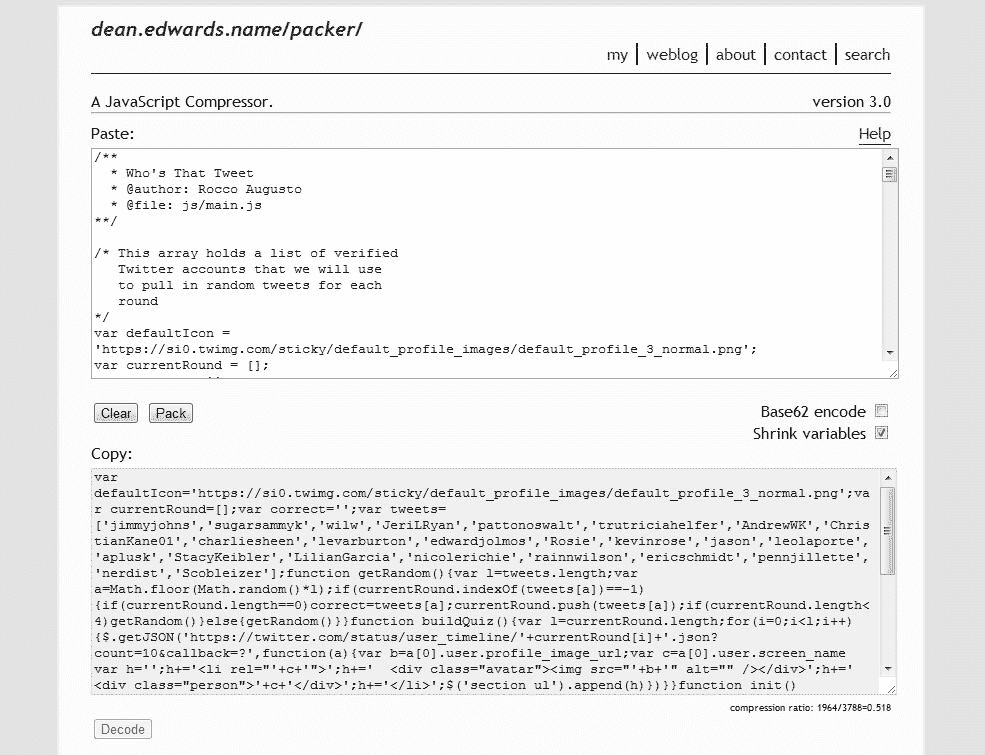 dean.edwards.name/packer/
my | weblog | about | contact | search
A JavaScript Compressor. version 3.0
Paste: Help
/**
* Who's That Tweet
* @author: Rocco Augusto
* @file: js/main.js
**/
/* This array holds a list of verified
Twitter accounts that we will use
to pull in random tweets for each
round
*/
var defaultIcon =
'https://si0.twimg.com/sticky/default_profile_images/default_profile_3_normal.png';
var currentRound = [];
Clear Pack Base62 encode
Shrink variables
Copy:
var
defaultIcon='https://si0.twimg.com/sticky/default_profile_images/default_profile_3_normal.png';va
r currentRound=[];var correct='';var tweets=
['jimmyjohns','sugarsammyk','wilw','JeriLRyan','pattonoswalt','trutriciahelfer','AndrewWK','Chris
tianKane01','charliesheen','levarburton','edwardjolmos','Rosie','kevinrose','jason','leolaporte',
'aplusk','StacyKeibler','LilianGarcia','nicolerichie','rainnwilson','ericschmidt','pennjillette',
'nerdist','Scobleizer'];function getRandom(){var l=tweets.length;var
a=Math.floor(Math.random()*l);if(currentRound.indexOf(tweets[a])==-1)
{if(currentRound.length==0)correct=tweets[a];currentRound.push(tweets[a]);if(currentRound.length<
4)getRandom()}else{getRandom()}}function buildQuiz(){var l=currentRound.length;for(i=0;i<l;i++)
{$.getJSON('https://twitter.com/status/user_timeline/'+currentRound[i]+'.json?
count=10&callback=?',function(a){var b=a[0].user.profile_image_url;var c=a[0].user.screen_name
var h='';h+='<li rel="'+c+'">';h+='  <div class="avatar"><img src="'+b+'" alt="" /></div>';h+='
<div class="person">'+c+'</div>';h+='</li>';$('section ul').append(h)})}}function init()
compression ratio: 1964/3788=0.518
Decode